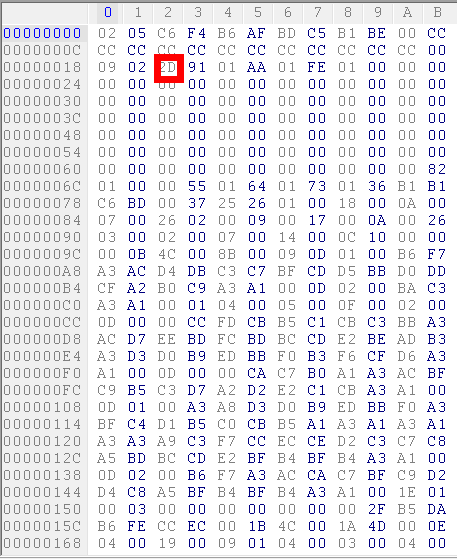 0 1 2 3 4 5 6 7 8 9 A B
00000000 02 05 C6 F4 B6 AF BD C5 B1 BE 00 CC
0000000C CC CC CC CC CC CC CC CC CC CC CC CC
00000018 09 02 2D 91 01 AA 01 FE 01 00 00 00
00000024 00 00 00 00 00 00 00 00 00 00 00 00
00000030 00 00 00 00 00 00 00 00 00 00 00 00
0000003C 00 00 00 00 00 00 00 00 00 00 00 00
00000048 00 00 00 00 00 00 00 00 00 00 00 00
00000054 00 00 00 00 00 00 00 00 00 00 00 00
00000060 00 00 00 00 00 00 00 00 00 00 00 82
0000006C 01 00 00 55 01 64 01 73 01 36 B1 B1
00000078 C6 BD 00 37 25 26 01 00 18 00 0A 00
00000084 07 00 26 02 00 09 00 17 00 0A 00 26
00000090 03 00 02 00 07 00 14 00 0C 10 00 00
0000009C 00 0B 4C 00 8B 00 09 0D 01 00 B6 F7
000000A8 A3 AC D4 DB C3 C7 BF CD D5 BB D0 DD
000000B4 CF A2 B0 C9 A3 A1 00 0D 02 00 BA C3
000000C0 A3 A1 00 01 04 00 05 00 0F 00 02 00
000000CC 0D 00 00 CC FD CB B5 C1 CB C3 BB A3
000000D8 AC D7 EE BD FC BD BC CD E2 BE AD B3
000000E4 A3 D3 D0 B9 ED BB F0 B3 F6 CF D6 A3
000000F0 A1 00 0D 00 00 CA C7 B0 A1 A3 AC BF
000000FC C9 B5 C3 D7 A2 D2 E2 C1 CB A3 A1 00
00000108 0D 01 00 A3 A8 D3 D0 B9 ED BB F0 A3
00000114 BF C4 D1 B5 C0 CB B5 A1 A3 A1 A3 A1
00000120 A3 A3 A9 C3 F7 CC EC CE D2 C3 C7 C8
0000012C A5 BD BC CD E2 BF B4 BF B4 A3 A1 00
00000138 0D 02 00 B6 F7 A3 AC CA C7 BF C9 D2
00000144 D4 C8 A5 BF B4 BF B4 A3 A1 00 1E 01
00000150 00 03 00 00 00 00 00 00 00 2F B5 DA
0000015C B6 FE CC EC 00 1B 4C 00 1A 4D 00 0E
00000168 04 00 19 00 09 01 04 00 03 00 04 00